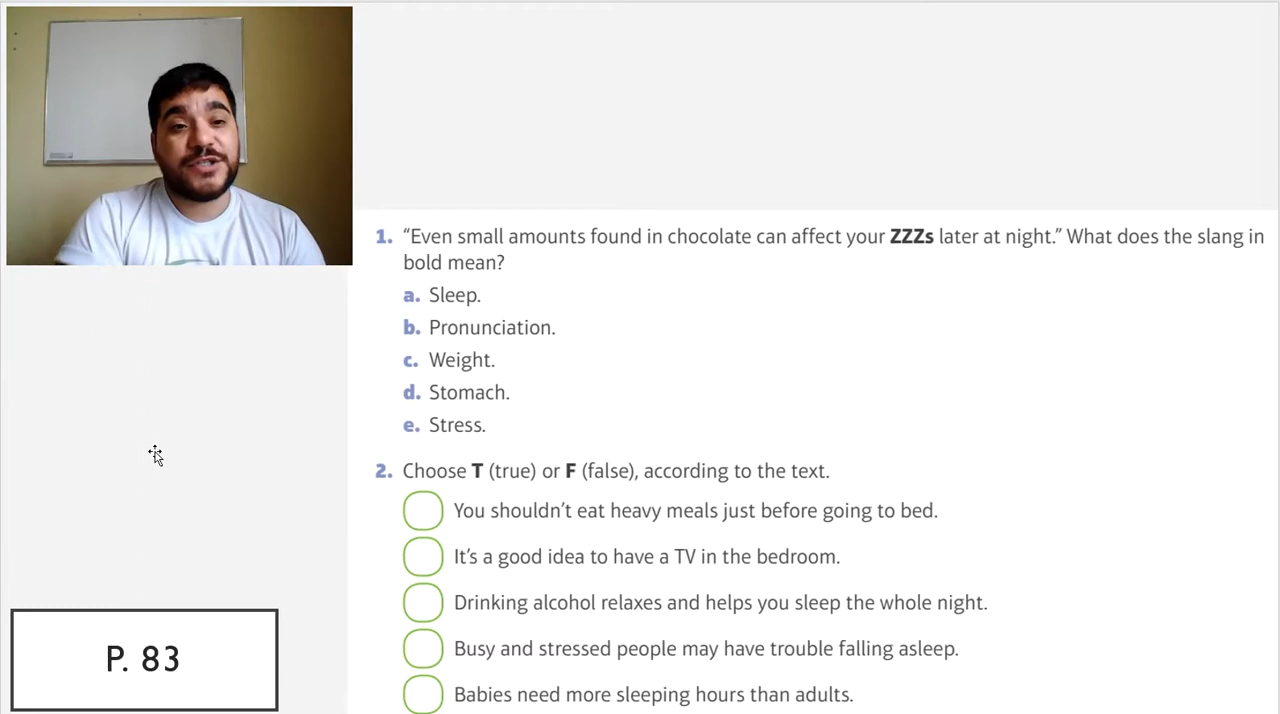 1. “Even small amounts found in chocolate can affect your ZZZs later at night.” What does the slang in
bold mean?
a. Sleep.
b. Pronunciation.
c. Weight.
d. Stomach.
e. Stress.
2. Choose T (true) or F (false), according to the text.
You shouldn’t eat heavy meals just before going to bed.
It’s a good idea to have a TV in the bedroom.
Drinking alcohol relaxes and helps you sleep the whole night.
Busy and stressed people may have trouble falling asleep.
Babies need more sleeping hours than adults.
P. 83